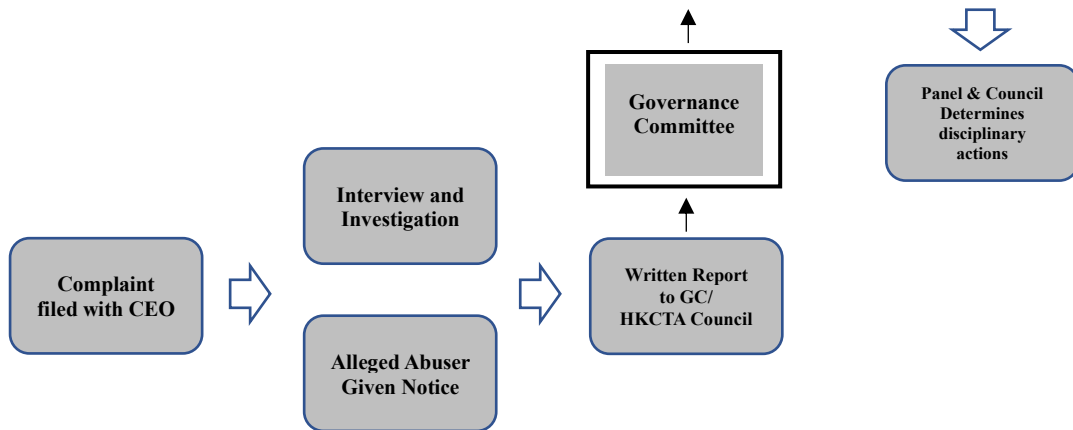 Complaint
filed with CEO
Interview and
Investigation
Alleged Abuser
Given Notice
Written Report
to GC/
HKCTA Council
Governance
Committee
Panel & Council
Determines
disciplinary
actions